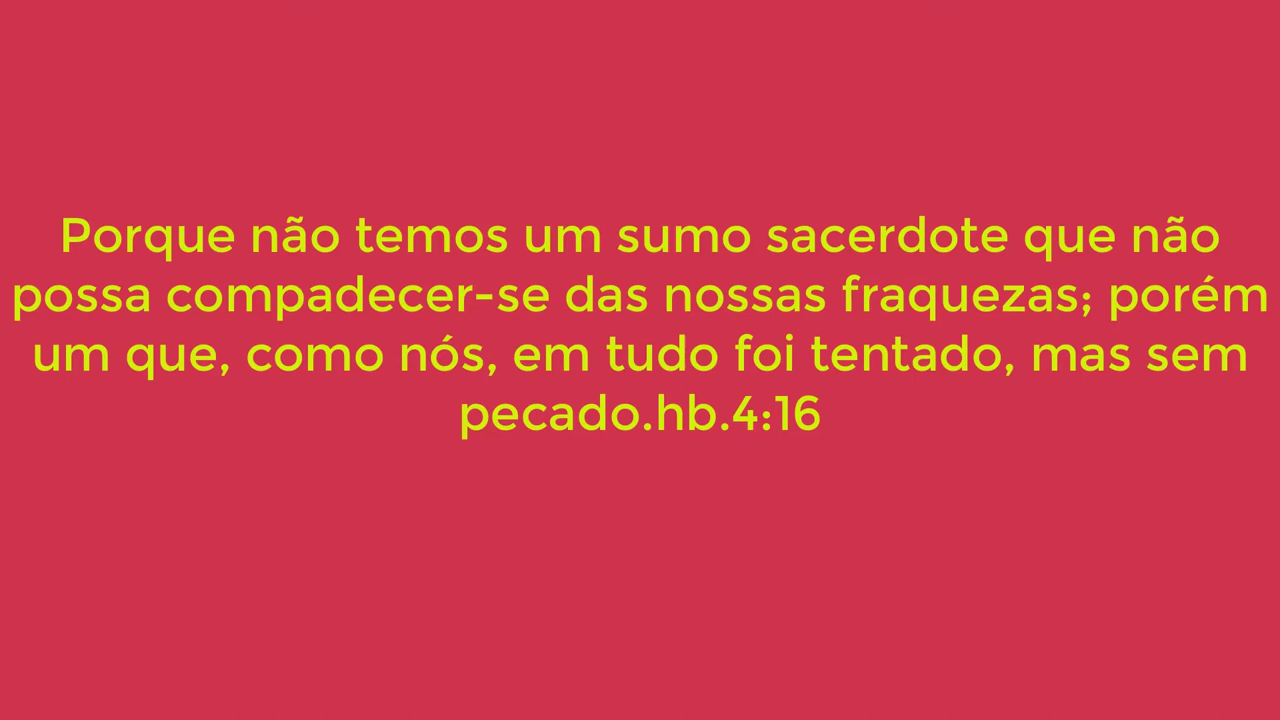 Porque não temos um sumo sacerdote que não
possa compadecer-se das nossas fraquezas; porém
um que, como nós, em tudo foi tentado, mas sem
pecado.hb.4:16